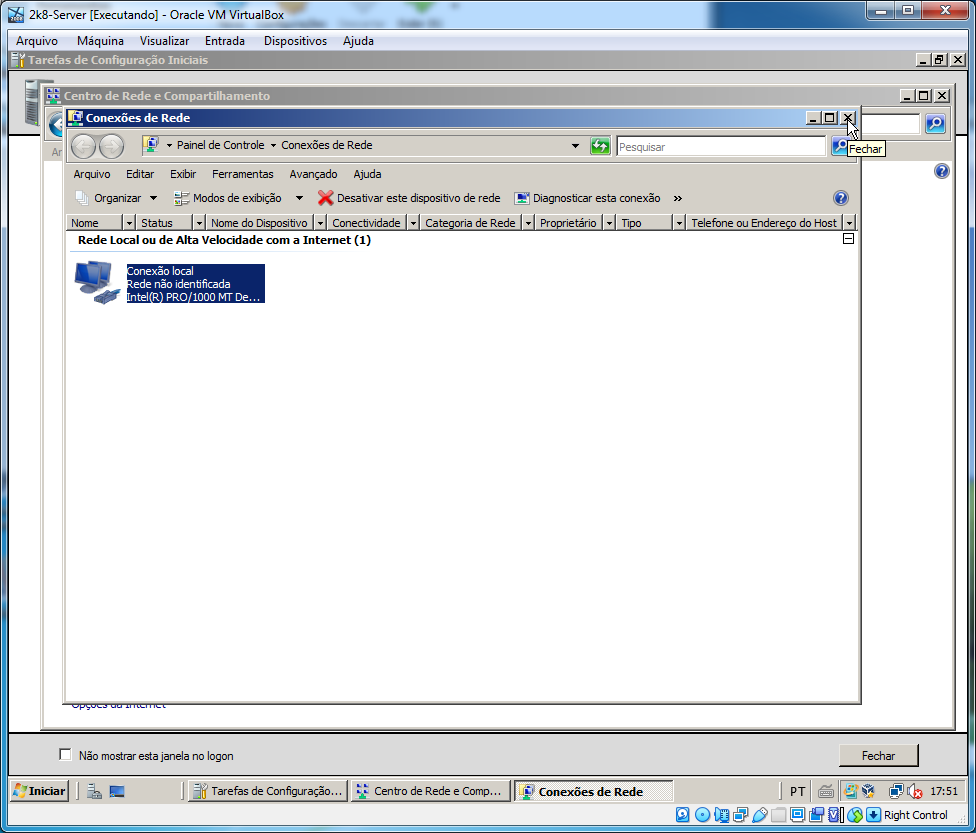 2k8-Server [Executando] - Oracle VM VirtualBox
Arquivo Máquina Visualizar Entrada Dispositivos Ajuda
Tarefas de Configuração Iniciais
Centro de Rede e Compartilhamento
Conexões de Rede
Painel de Controle Conexões de Rede Pesquisar
Fechar
Ar
Arquivo Editar Exibir Ferramentas Avançado Ajuda
Organizar Modos de exibição Desativar este dispositivo de rede Diagnosticar esta conexão »
Nome Status Nome do Dispositivo Conectividade Categoria de Rede Proprietário Tipo Telefone ou Endereço do Host
Rede Local ou de Alta Velocidade com a Internet (1)
Conexão local
Rede não identificada
Intel(R) PRO/1000 MT De...
Opções da Internet
Não mostrar esta janela no logon Fechar
Iniciar Tarefas de Configuração... Centro de Rede e Comp... Conexões de Rede PT 17:51
Right Control